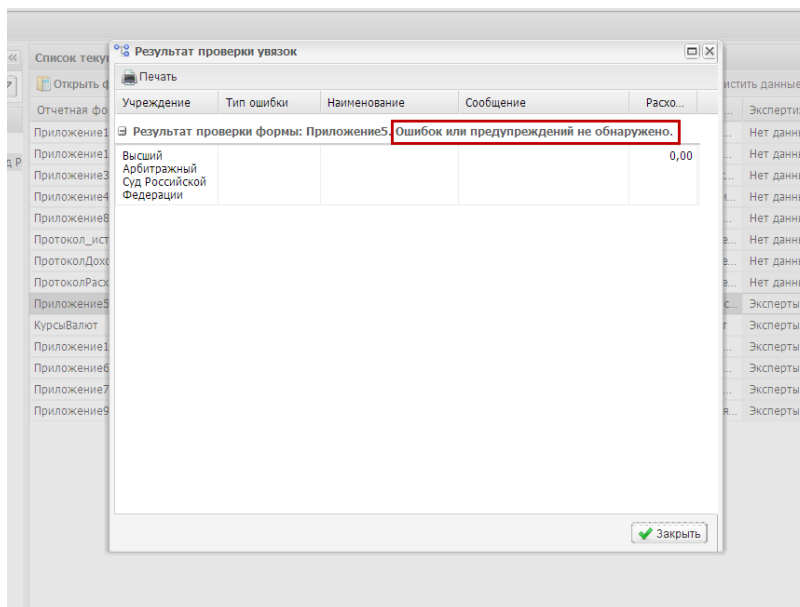 Результат проверки увязок
Список теку
Печать
Открыть ф
истить данные
Учреждение Тип ошибки Наименование Сообщение Расхо...
Отчетная фо
Эксперти
Результат проверки формы: Приложение5. Ошибок или предупреждений не обнаружено.
Высший
Арбитражный
Суд Российской
Федерации
0,00
Приложение1 Нет данн
Приложение1 Нет данн
Приложение3 Нет данн
Приложение4 Нет данн
Приложение8 Нет данн
Протокол_ист Нет данн
ПротоколДохо Нет данн
ПротоколРасх Нет данн
Приложение5 Эксперты
КурсыВалют Эксперты
Приложение1 Эксперты
Приложение6 Эксперты
Приложение7 Эксперты
Приложение9 Эксперты
Закрыть